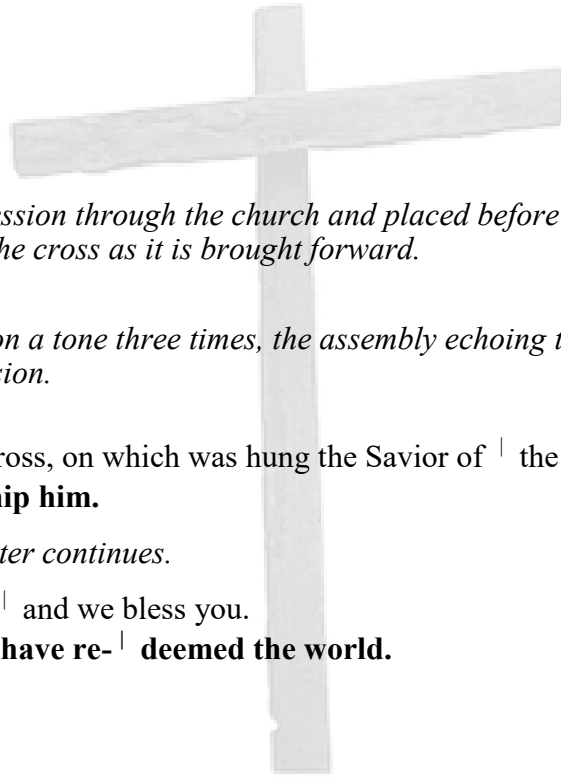 ession through the church and placed before
he cross as it is brought forward.
on a tone three times, the assembly echoing t
sion.
ross, on which was hung the Savior of | the
hip him.
ter continues.
| and we bless you.
have re- | deemed the world.